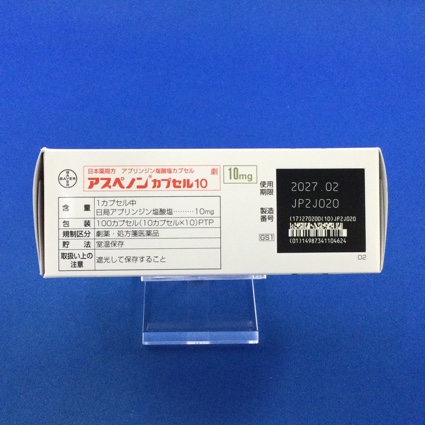 BAYER
日本薬局方 アプリンジン塩酸塩カプセル
アスペノン®カプセル10
劇
10mg
含量
1カプセル中
日局アプリンジン塩酸塩………10mg
包装
100カプセル(10カプセル×10)PTP
規制区分
劇薬・処方箋医薬品
貯法
室温保存
取扱い上の
注意
遮光して保存すること
使用
期限
2027.02
製造
番号
JP2J020
(17)270200(10)JP2J020
GS1
(01)14987341104624
02